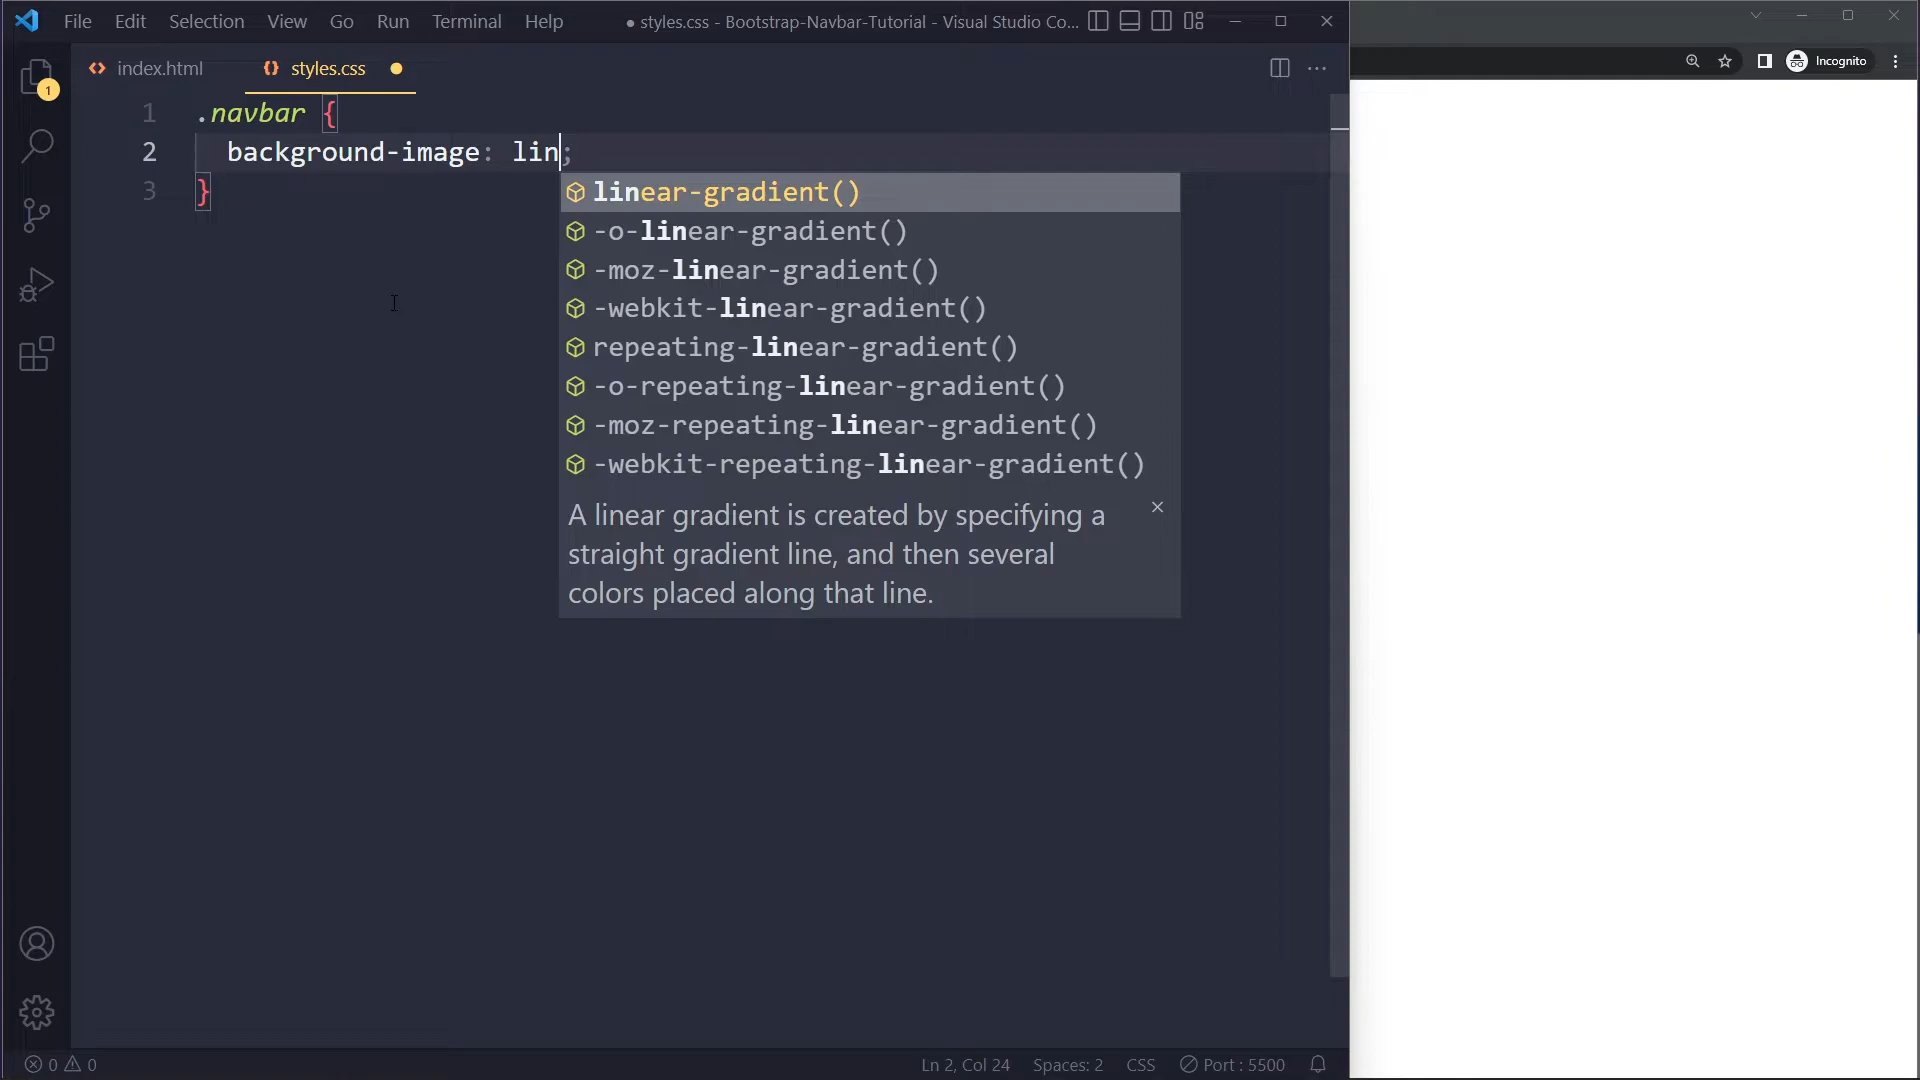 File Edit Selection View Go Run Terminal Help ● styles.css - Bootstrap-Navbar-Tutorial - Visual Studio Co...
Incognito
index.html {} styles.css
1
1 .navbar {
2 background-image: lin;
3 }
linear-gradient()
-o-linear-gradient()
-moz-linear-gradient()
-webkit-linear-gradient()
repeating-linear-gradient()
-o-repeating-linear-gradient()
-moz-repeating-linear-gradient()
-webkit-repeating-linear-gradient()
A linear gradient is created by specifying a
straight gradient line, and then several
colors placed along that line.
0 0 Ln 2, Col 24 Spaces: 2 CSS Port : 5500